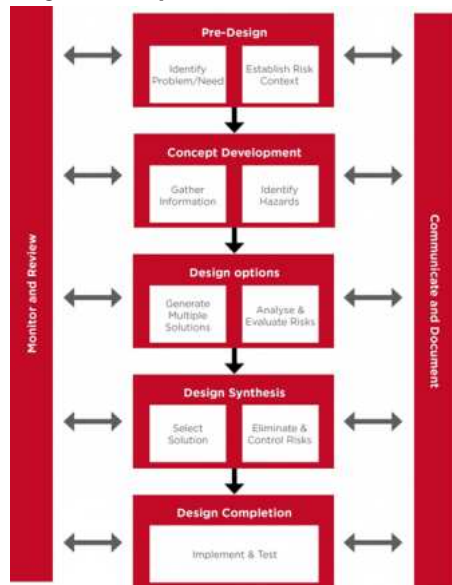 Pre-Design
Identify
Problem/Need
Establish Risk
Context
Concept Development
Gather
Information
Identify
Hazards
Design options
Generate
Multiple
Solutions
Analyse &
Evaluate Risks
Design Synthesis
Select
Solution
Eliminate &
Control Risks
Design Completion
Implement & Test
Monitor and Review
Communicate and Document